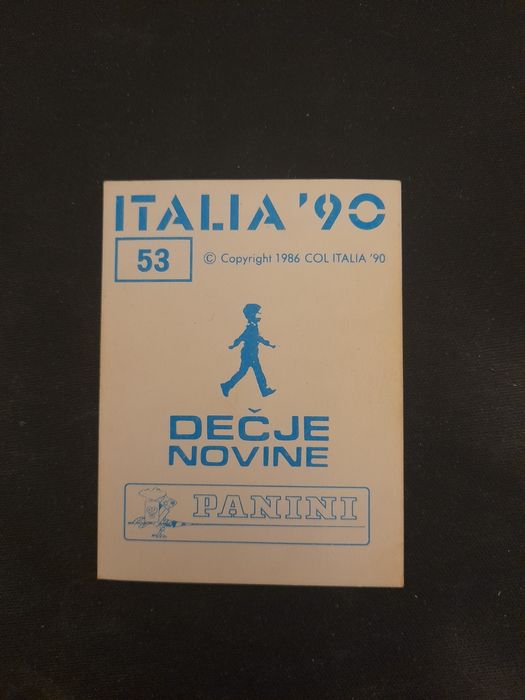 ITALIA '90
53
© Copyright 1986 COL ITALIA '90
DEČJE
NOVINE
PANINI